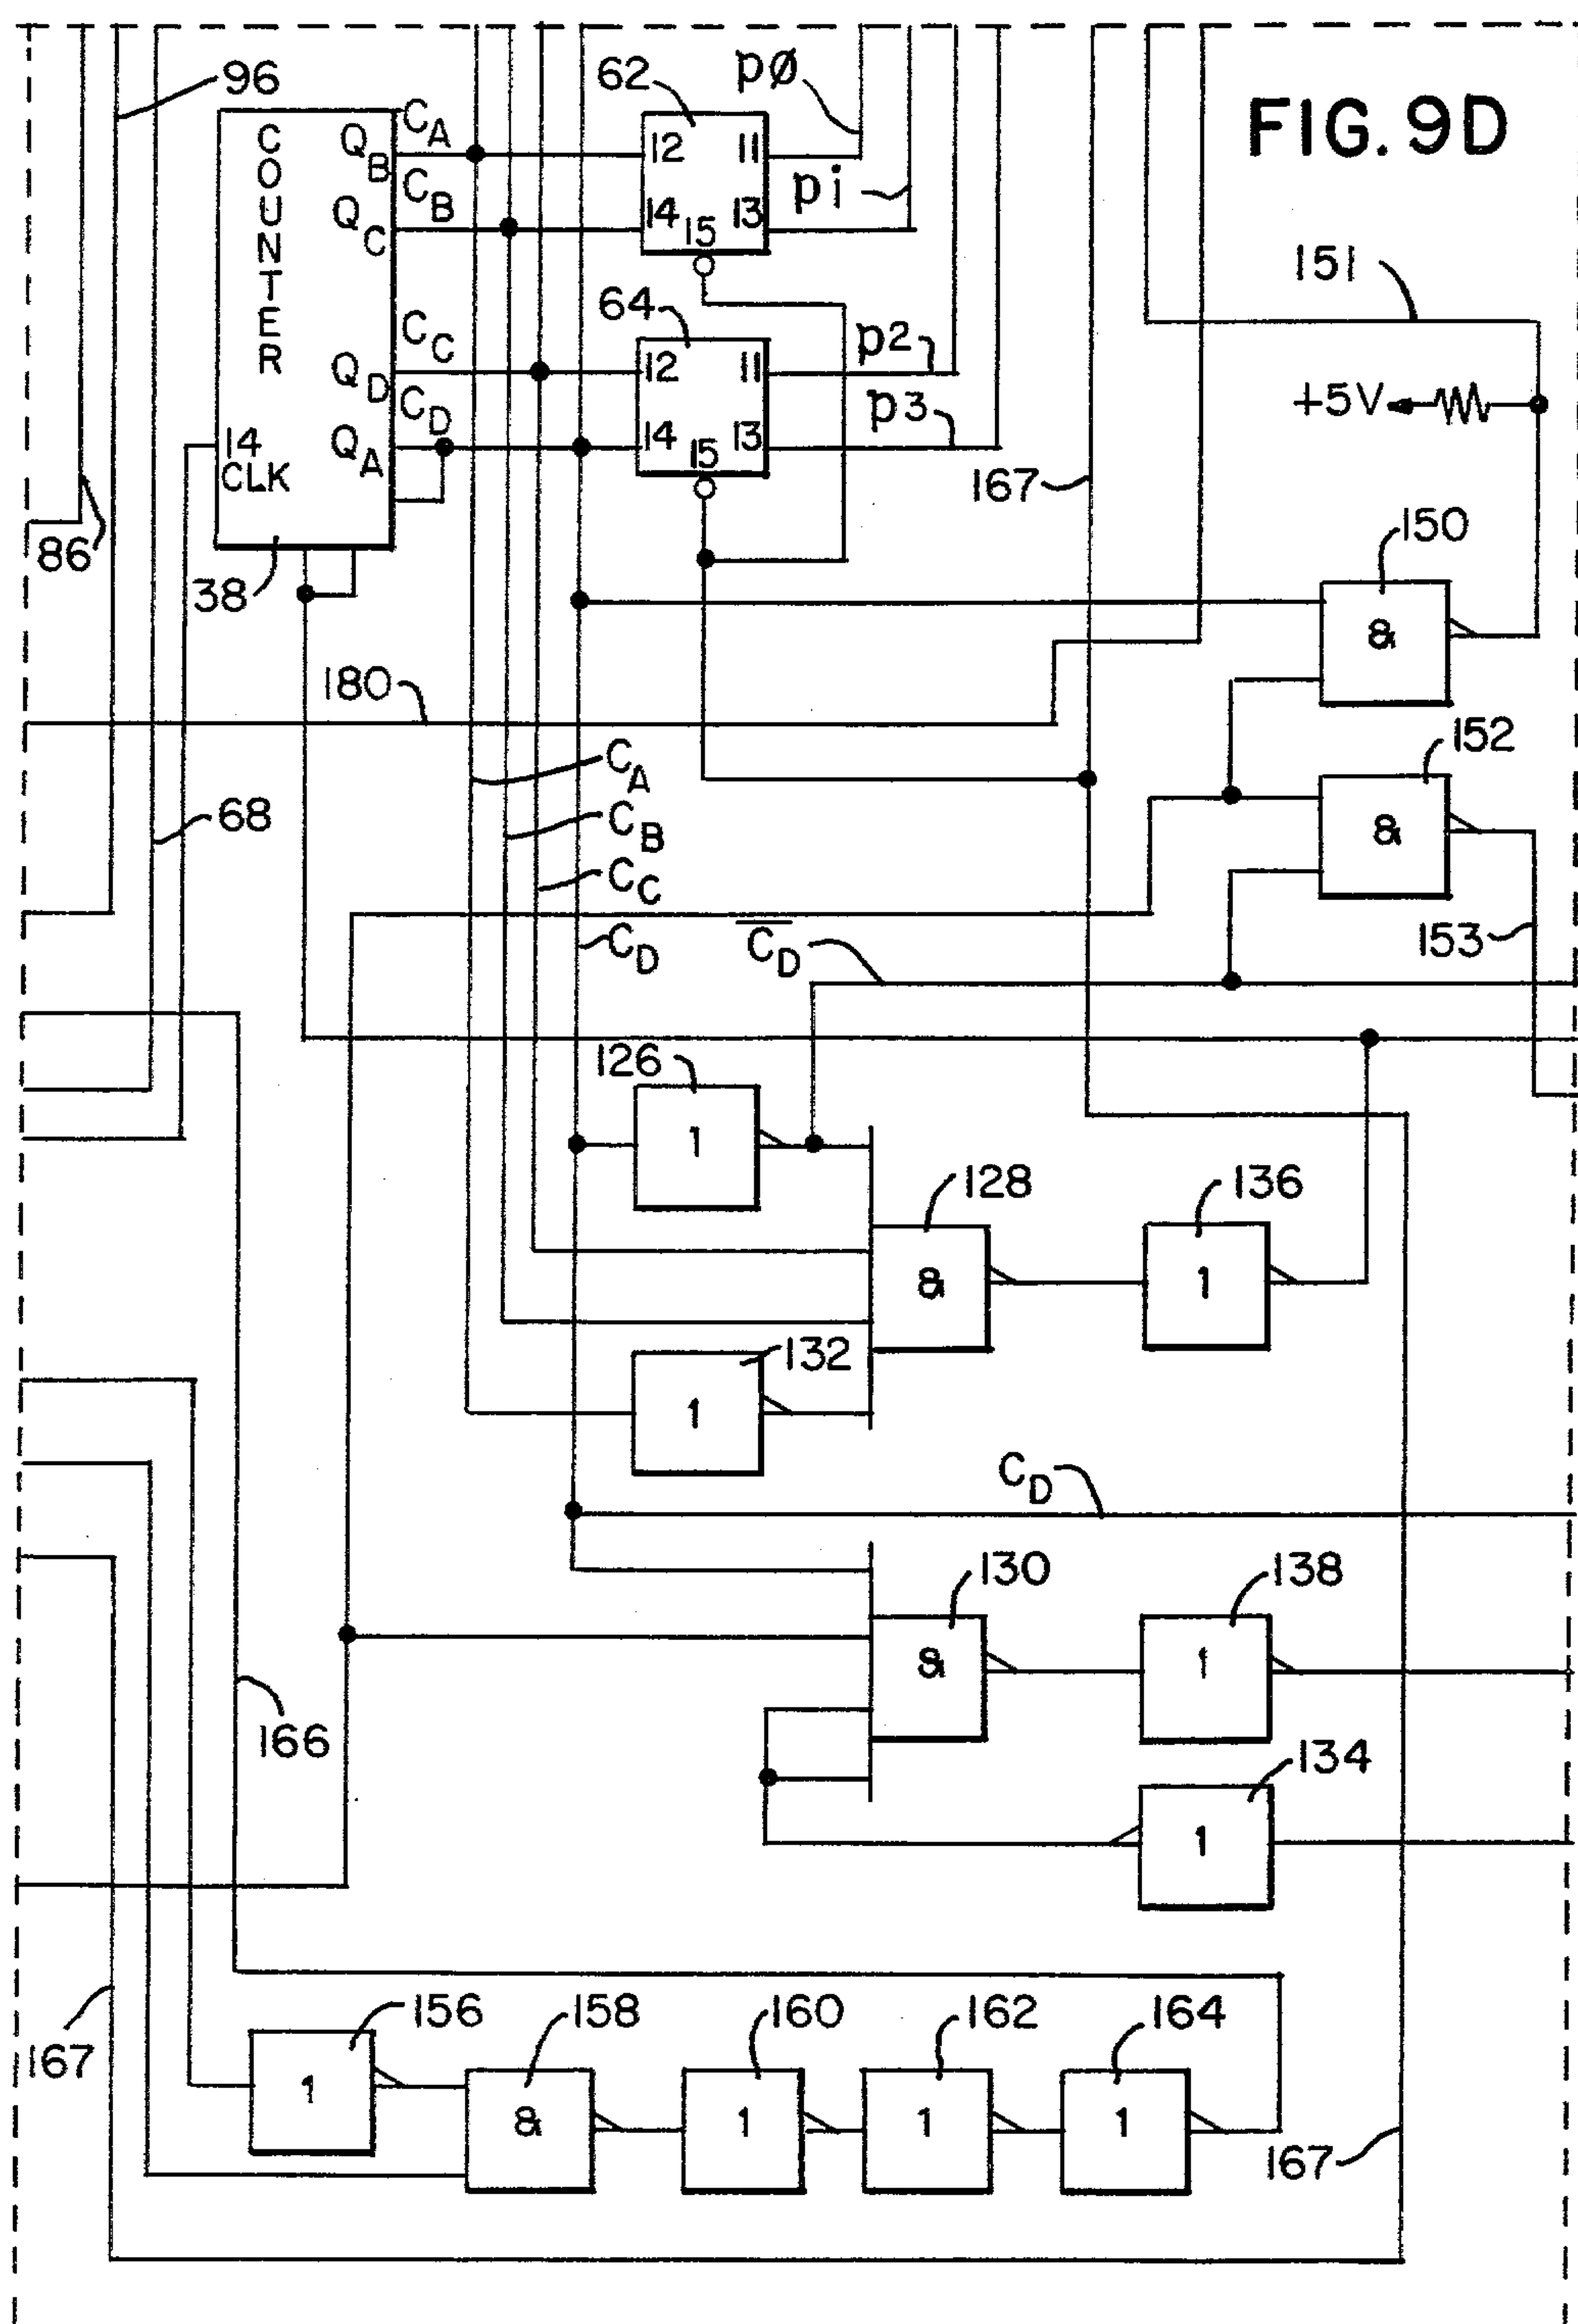 FIG. 9D
96
COUNTER
QB
QC
QD
QA
14
CLK
CA
CB
CC
CD
38
86
62
12
11
14
13
15
pø
pi
64
12
11
14
13
15
p2
p3
167
151
+5V
150
&
180
152
&
153
68
CA
CB
CC
CD
C̅D
126
1
128
&
136
1
132
1
CD
130
&
138
1
134
1
166
167
156
1
158
&
160
1
162
1
164
1
167